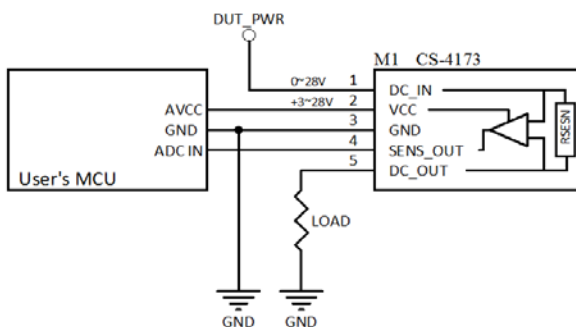 DUT_PWR
M1 CS-4173
0~28V 1 DC_IN
AVCC +3~28V 2 VCC
GND 3 GND
ADC IN 4 SENS_OUT
5 DC_OUT
RSESN
User's MCU
LOAD
GND GND